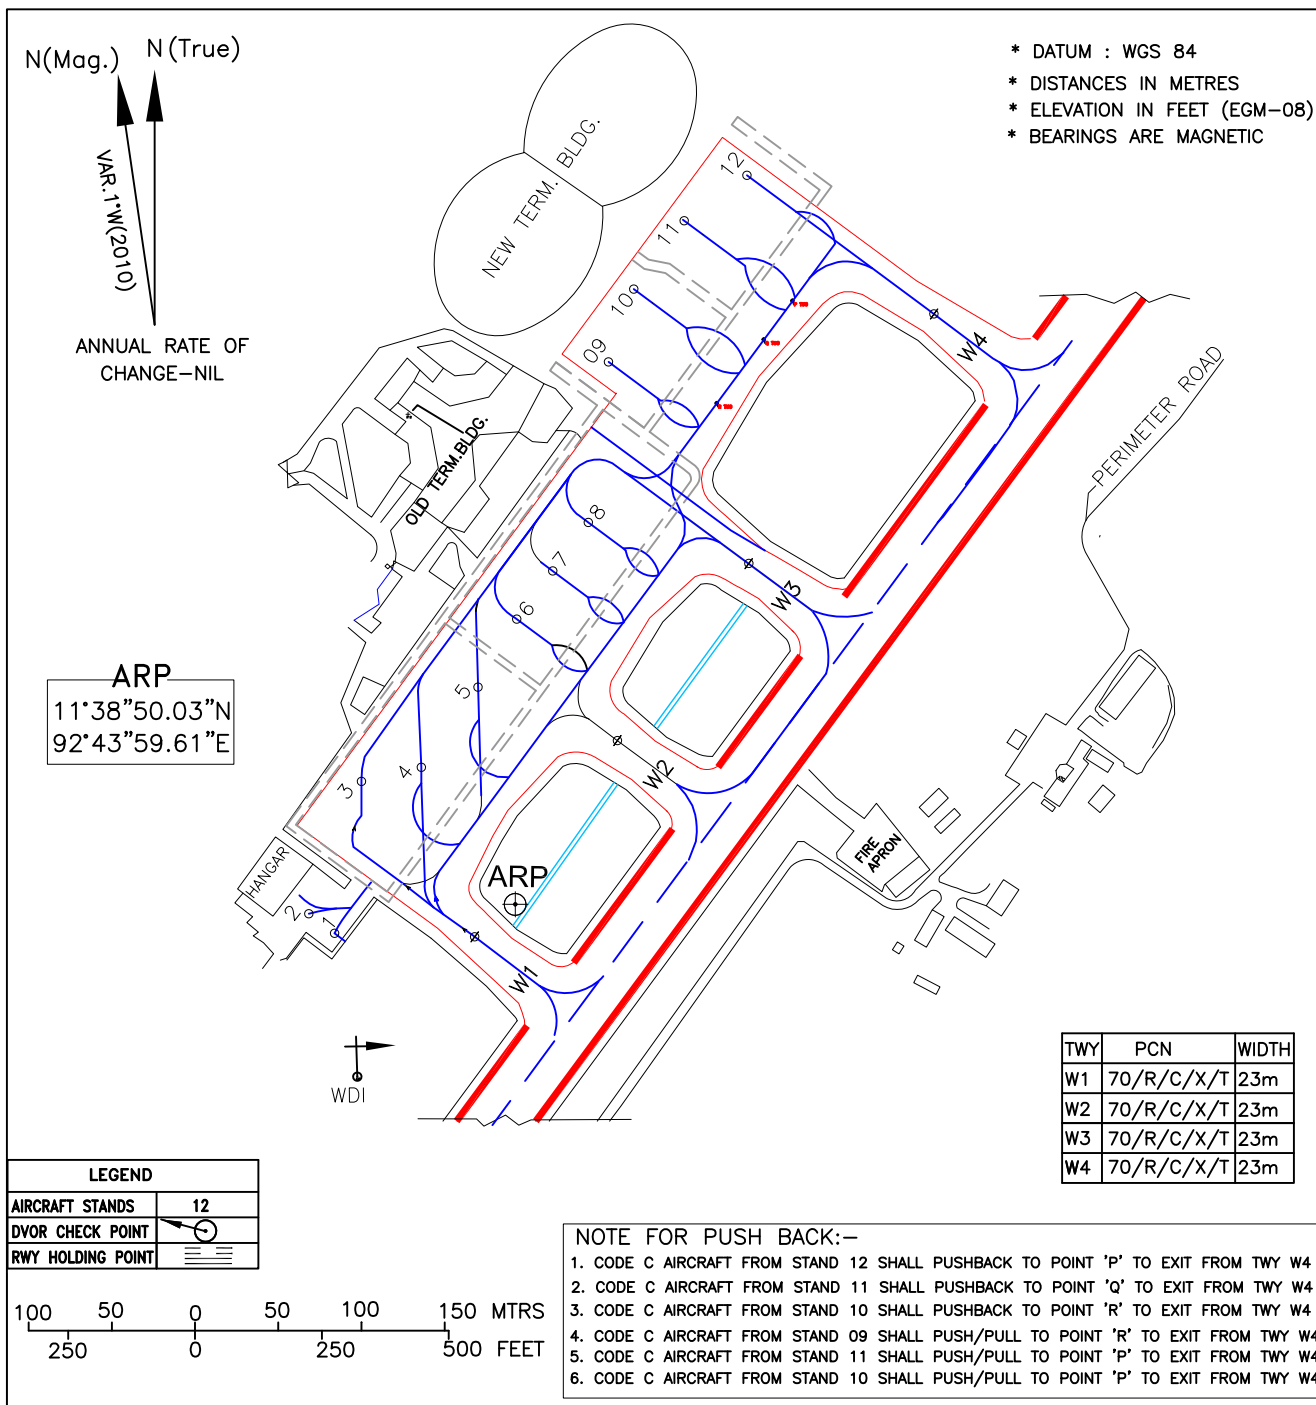 N(Mag.)
N(True)
VAR.1°W(2010)
ANNUAL RATE OF
CHANGE-NIL
* DATUM : WGS 84
* DISTANCES IN METRES
* ELEVATION IN FEET (EGM-08)
* BEARINGS ARE MAGNETIC
NEW TERM. BLDG.
12
11
10
09
W4
PERIMETER ROAD
OLD TERM.BLDG.
8
7
6
5
4
3
W3
W2
ARP
11°38"50.03"N
92°43"59.61"E
HANGAR
2
1
ARP
W1
FIRE
APRON
WDI
TWY PCN WIDTH
W1 70/R/C/X/T 23m
W2 70/R/C/X/T 23m
W3 70/R/C/X/T 23m
W4 70/R/C/X/T 23m
LEGEND
AIRCRAFT STANDS 12
DVOR CHECK POINT
RWY HOLDING POINT
100 50 0 50 100 150 MTRS
250 0 250 500 FEET
NOTE FOR PUSH BACK:-
1. CODE C AIRCRAFT FROM STAND 12 SHALL PUSHBACK TO POINT 'P' TO EXIT FROM TWY W4
2. CODE C AIRCRAFT FROM STAND 11 SHALL PUSHBACK TO POINT 'Q' TO EXIT FROM TWY W4
3. CODE C AIRCRAFT FROM STAND 10 SHALL PUSHBACK TO POINT 'R' TO EXIT FROM TWY W4
4. CODE C AIRCRAFT FROM STAND 09 SHALL PUSH/PULL TO POINT 'R' TO EXIT FROM TWY W4
5. CODE C AIRCRAFT FROM STAND 11 SHALL PUSH/PULL TO POINT 'P' TO EXIT FROM TWY W4
6. CODE C AIRCRAFT FROM STAND 10 SHALL PUSH/PULL TO POINT 'P' TO EXIT FROM TWY W4